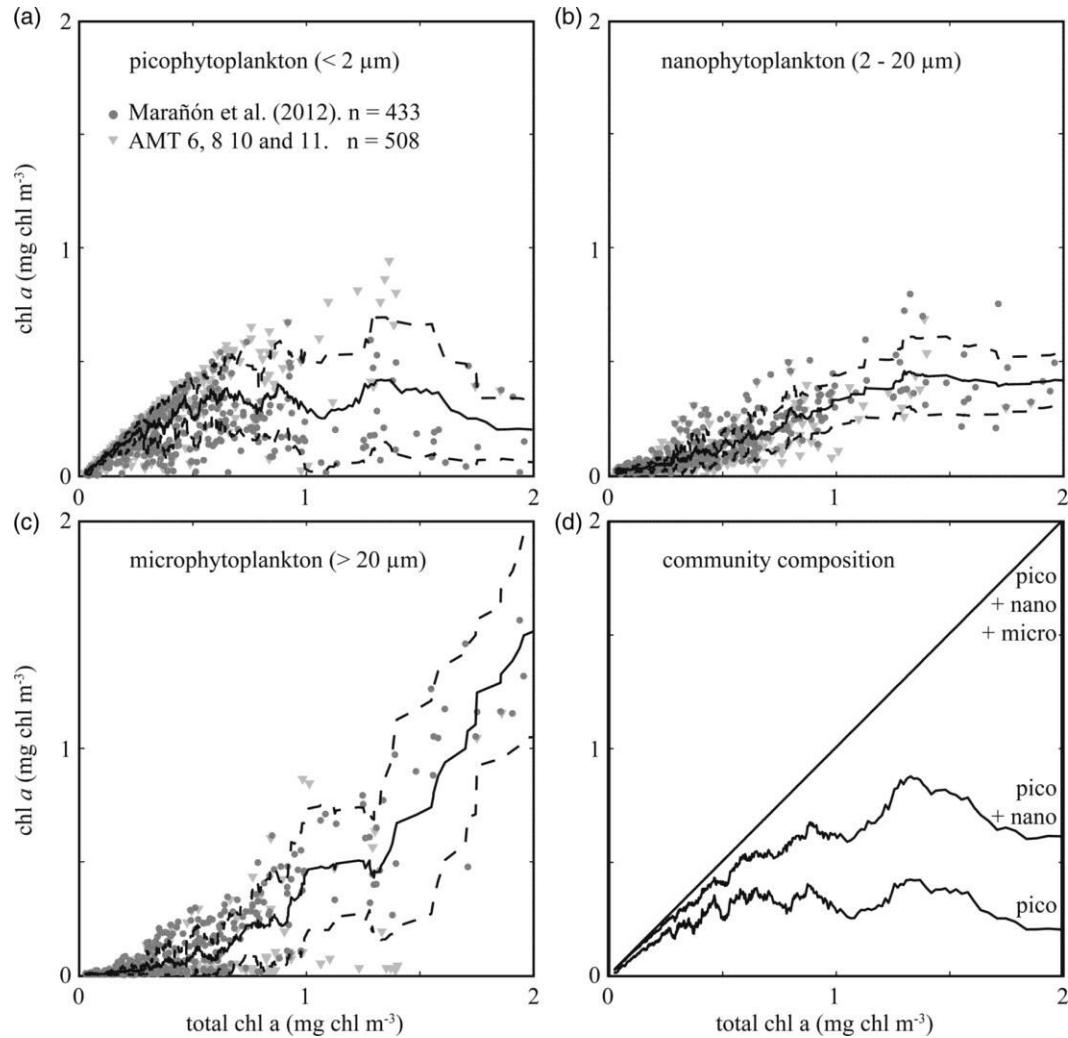 (a)
2
picophytoplankton (< 2 µm)
Marañón et al. (2012). n = 433
AMT 6, 8 10 and 11. n = 508
chl a (mg chl m-3)
1
0
0
1
2
(b)
2
nanophytoplankton (2 - 20 µm)
1
0
0
1
2
(c)
2
microphytoplankton (> 20 µm)
chl a (mg chl m-3)
1
0
0
1
2
total chl a (mg chl m-3)
(d)
2
community composition
pico
+ nano
+ micro
1
pico
+ nano
pico
0
0
1
2
total chl a (mg chl m-3)